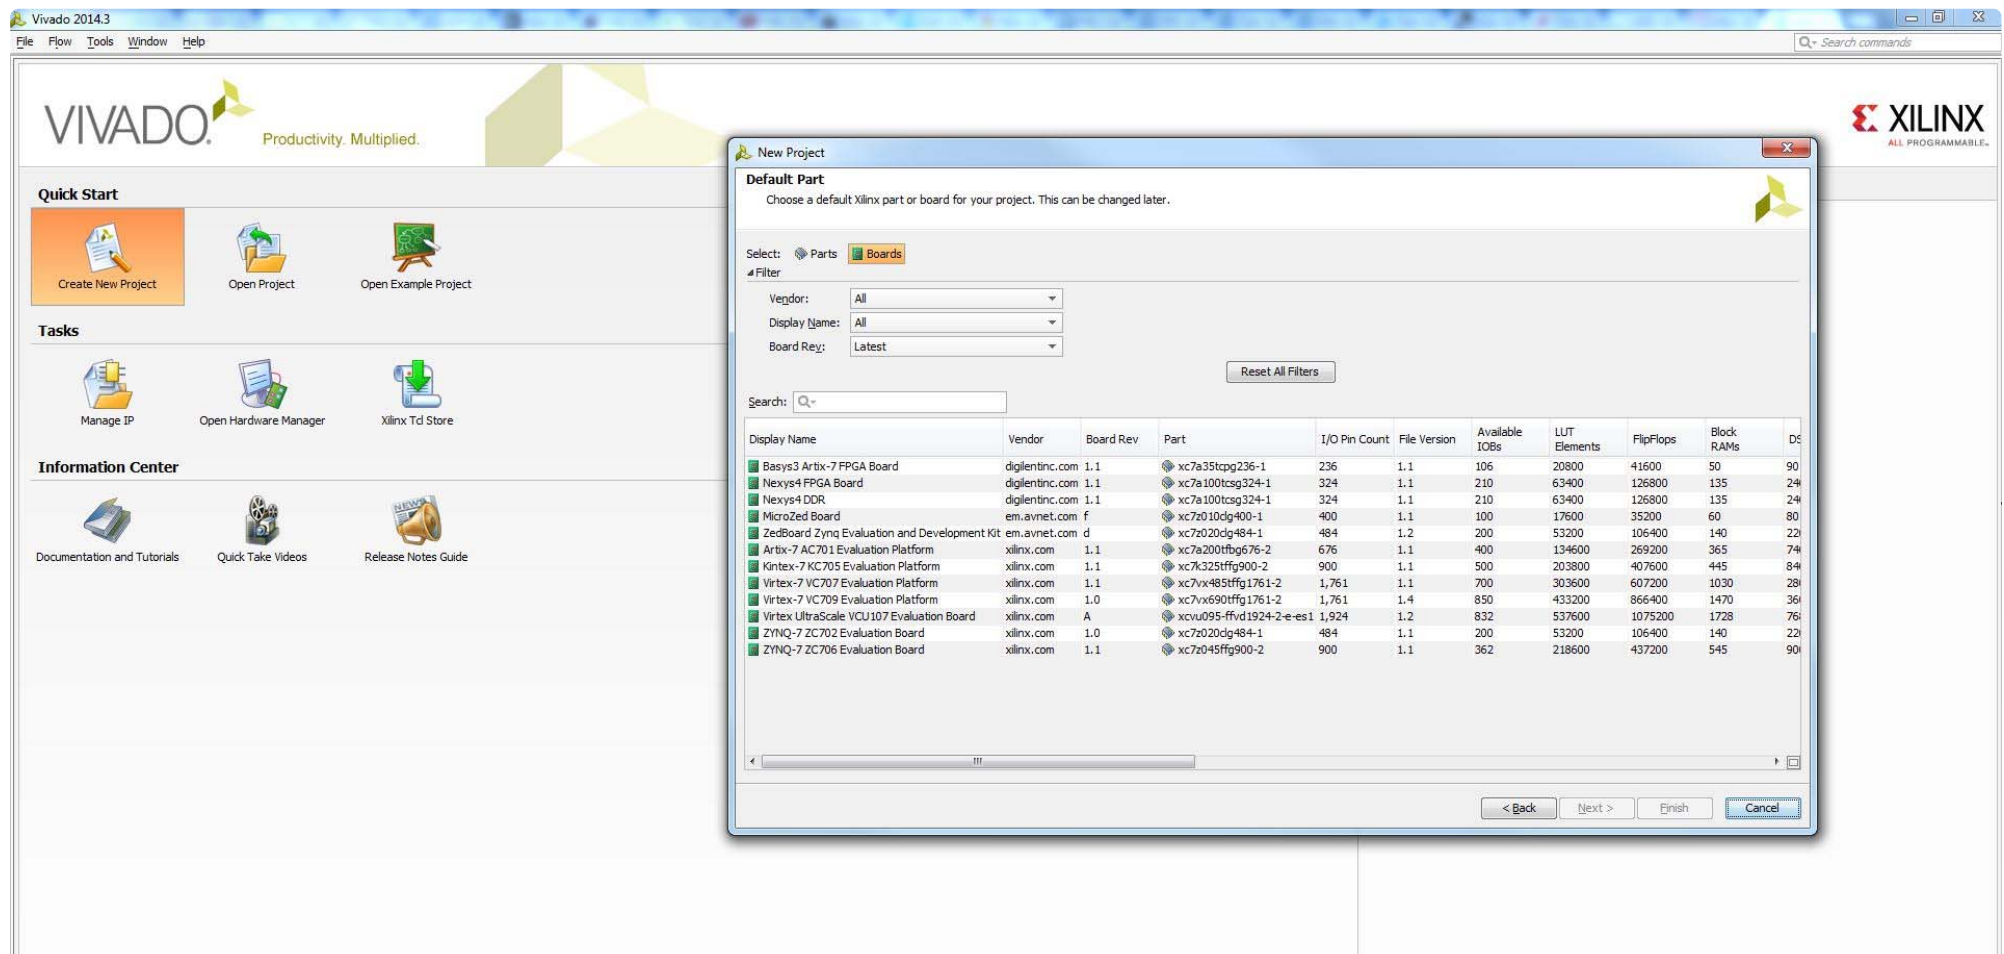 Vivado 2014.3
File Flow Tools Window Help
Search commands
VIVADO. Productivity. Multiplied.
XILINX
ALL PROGRAMMABLE.
Quick Start
Create New Project Open Project Open Example Project
Tasks
Manage IP Open Hardware Manager Xilinx Tcl Store
Information Center
Documentation and Tutorials Quick Take Videos Release Notes Guide
New Project
Default Part
Choose a default Xilinx part or board for your project. This can be changed later.
Select: Parts Boards
Filter
Vendor: All
Display Name: All
Board Rev: Latest
Reset All Filters
Search:
Display Name Vendor Board Rev Part I/O Pin Count File Version Available IOBs LUT Elements FlipFlops Block RAMs DS
Basys3 Artix-7 FPGA Board digilentinc.com 1.1 xc7a35tcpg236-1 236 1.1 106 20800 41600 50 90
Nexys4 FPGA Board digilentinc.com 1.1 xc7a100tcsg324-1 324 1.1 210 63400 126800 135 24
Nexys4 DDR digilentinc.com 1.1 xc7a100tcsg324-1 324 1.1 210 63400 126800 135 24
MicroZed Board em.avnet.com f xc7z010clg400-1 400 1.1 100 17600 35200 60 80
ZedBoard Zynq Evaluation and Development Kit em.avnet.com d xc7z020clg484-1 484 1.2 200 53200 106400 140 22
Artix-7 AC701 Evaluation Platform xilinx.com 1.1 xc7a200tfbg676-2 676 1.1 400 134600 269200 365 74
Kintex-7 KC705 Evaluation Platform xilinx.com 1.1 xc7k325tffg900-2 900 1.1 500 203800 407600 445 84
Virtex-7 VC707 Evaluation Platform xilinx.com 1.1 xc7vx485tffg1761-2 1,761 1.1 700 303600 607200 1030 28
Virtex-7 VC709 Evaluation Platform xilinx.com 1.0 xc7vx690tffg1761-2 1,761 1.4 850 433200 866400 1470 36
Virtex UltraScale VCU107 Evaluation Board xilinx.com A xcvu095-ffvd1924-2-e-es1 1,924 1.2 832 537600 1075200 1728 76
ZYNQ-7 ZC702 Evaluation Board xilinx.com 1.0 xc7z020clg484-1 484 1.1 200 53200 106400 140 22
ZYNQ-7 ZC706 Evaluation Board xilinx.com 1.1 xc7z045ffg900-2 900 1.1 362 218600 437200 545 90
< Back Next > Finish Cancel